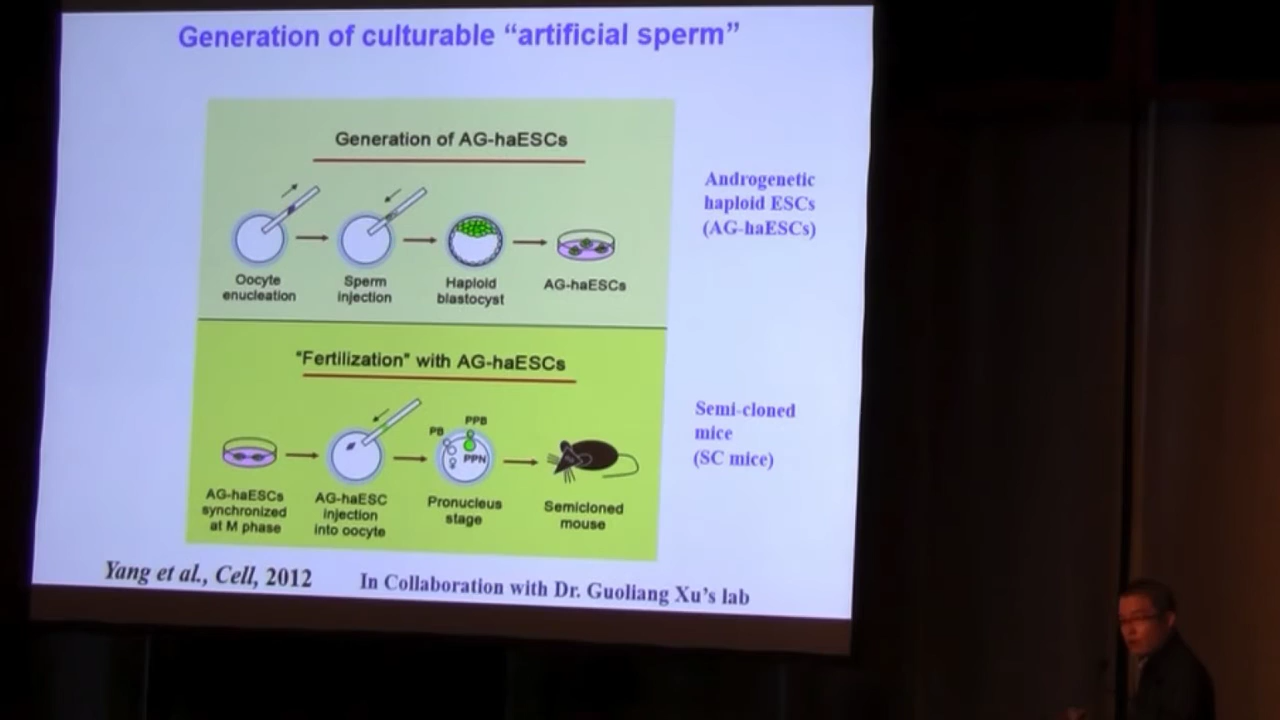 Generation of culturable “artificial sperm”
Generation of AG-haESCs
Oocyte
enucleation
Sperm
injection
Haploid
blastocyst
AG-haESCs
Androgenetic
haploid ESCs
(AG-haESCs)
"Fertilization" with AG-haESCs
PB
PPB
PPN
AG-haESCs
synchronized
at M phase
AG-haESC
injection
into oocyte
Pronucleus
stage
Semicloned
mouse
Semi-cloned
mice
(SC mice)
Yang et al., Cell, 2012
In Collaboration with Dr. Guoliang Xu’s lab